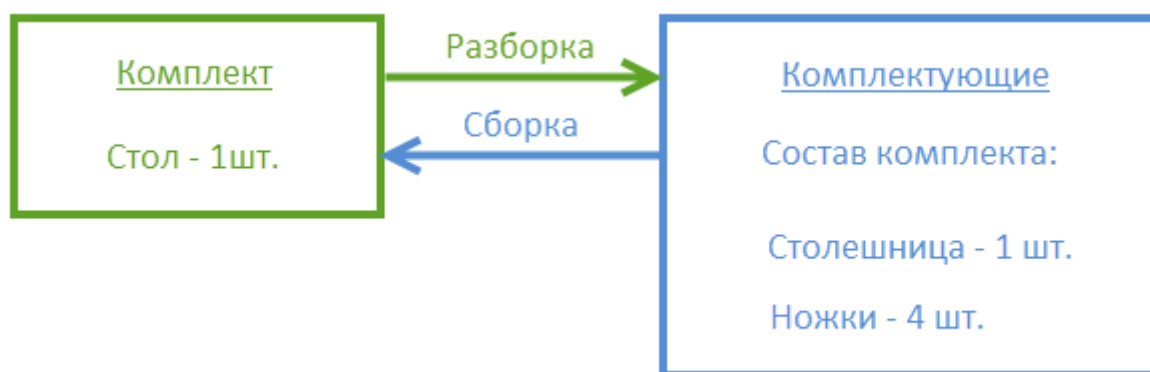 Комплект
Стол - 1шт.
Разборка
Сборка
Комплектующие
Состав комплекта:
Столешница - 1 шт.
Ножки - 4 шт.